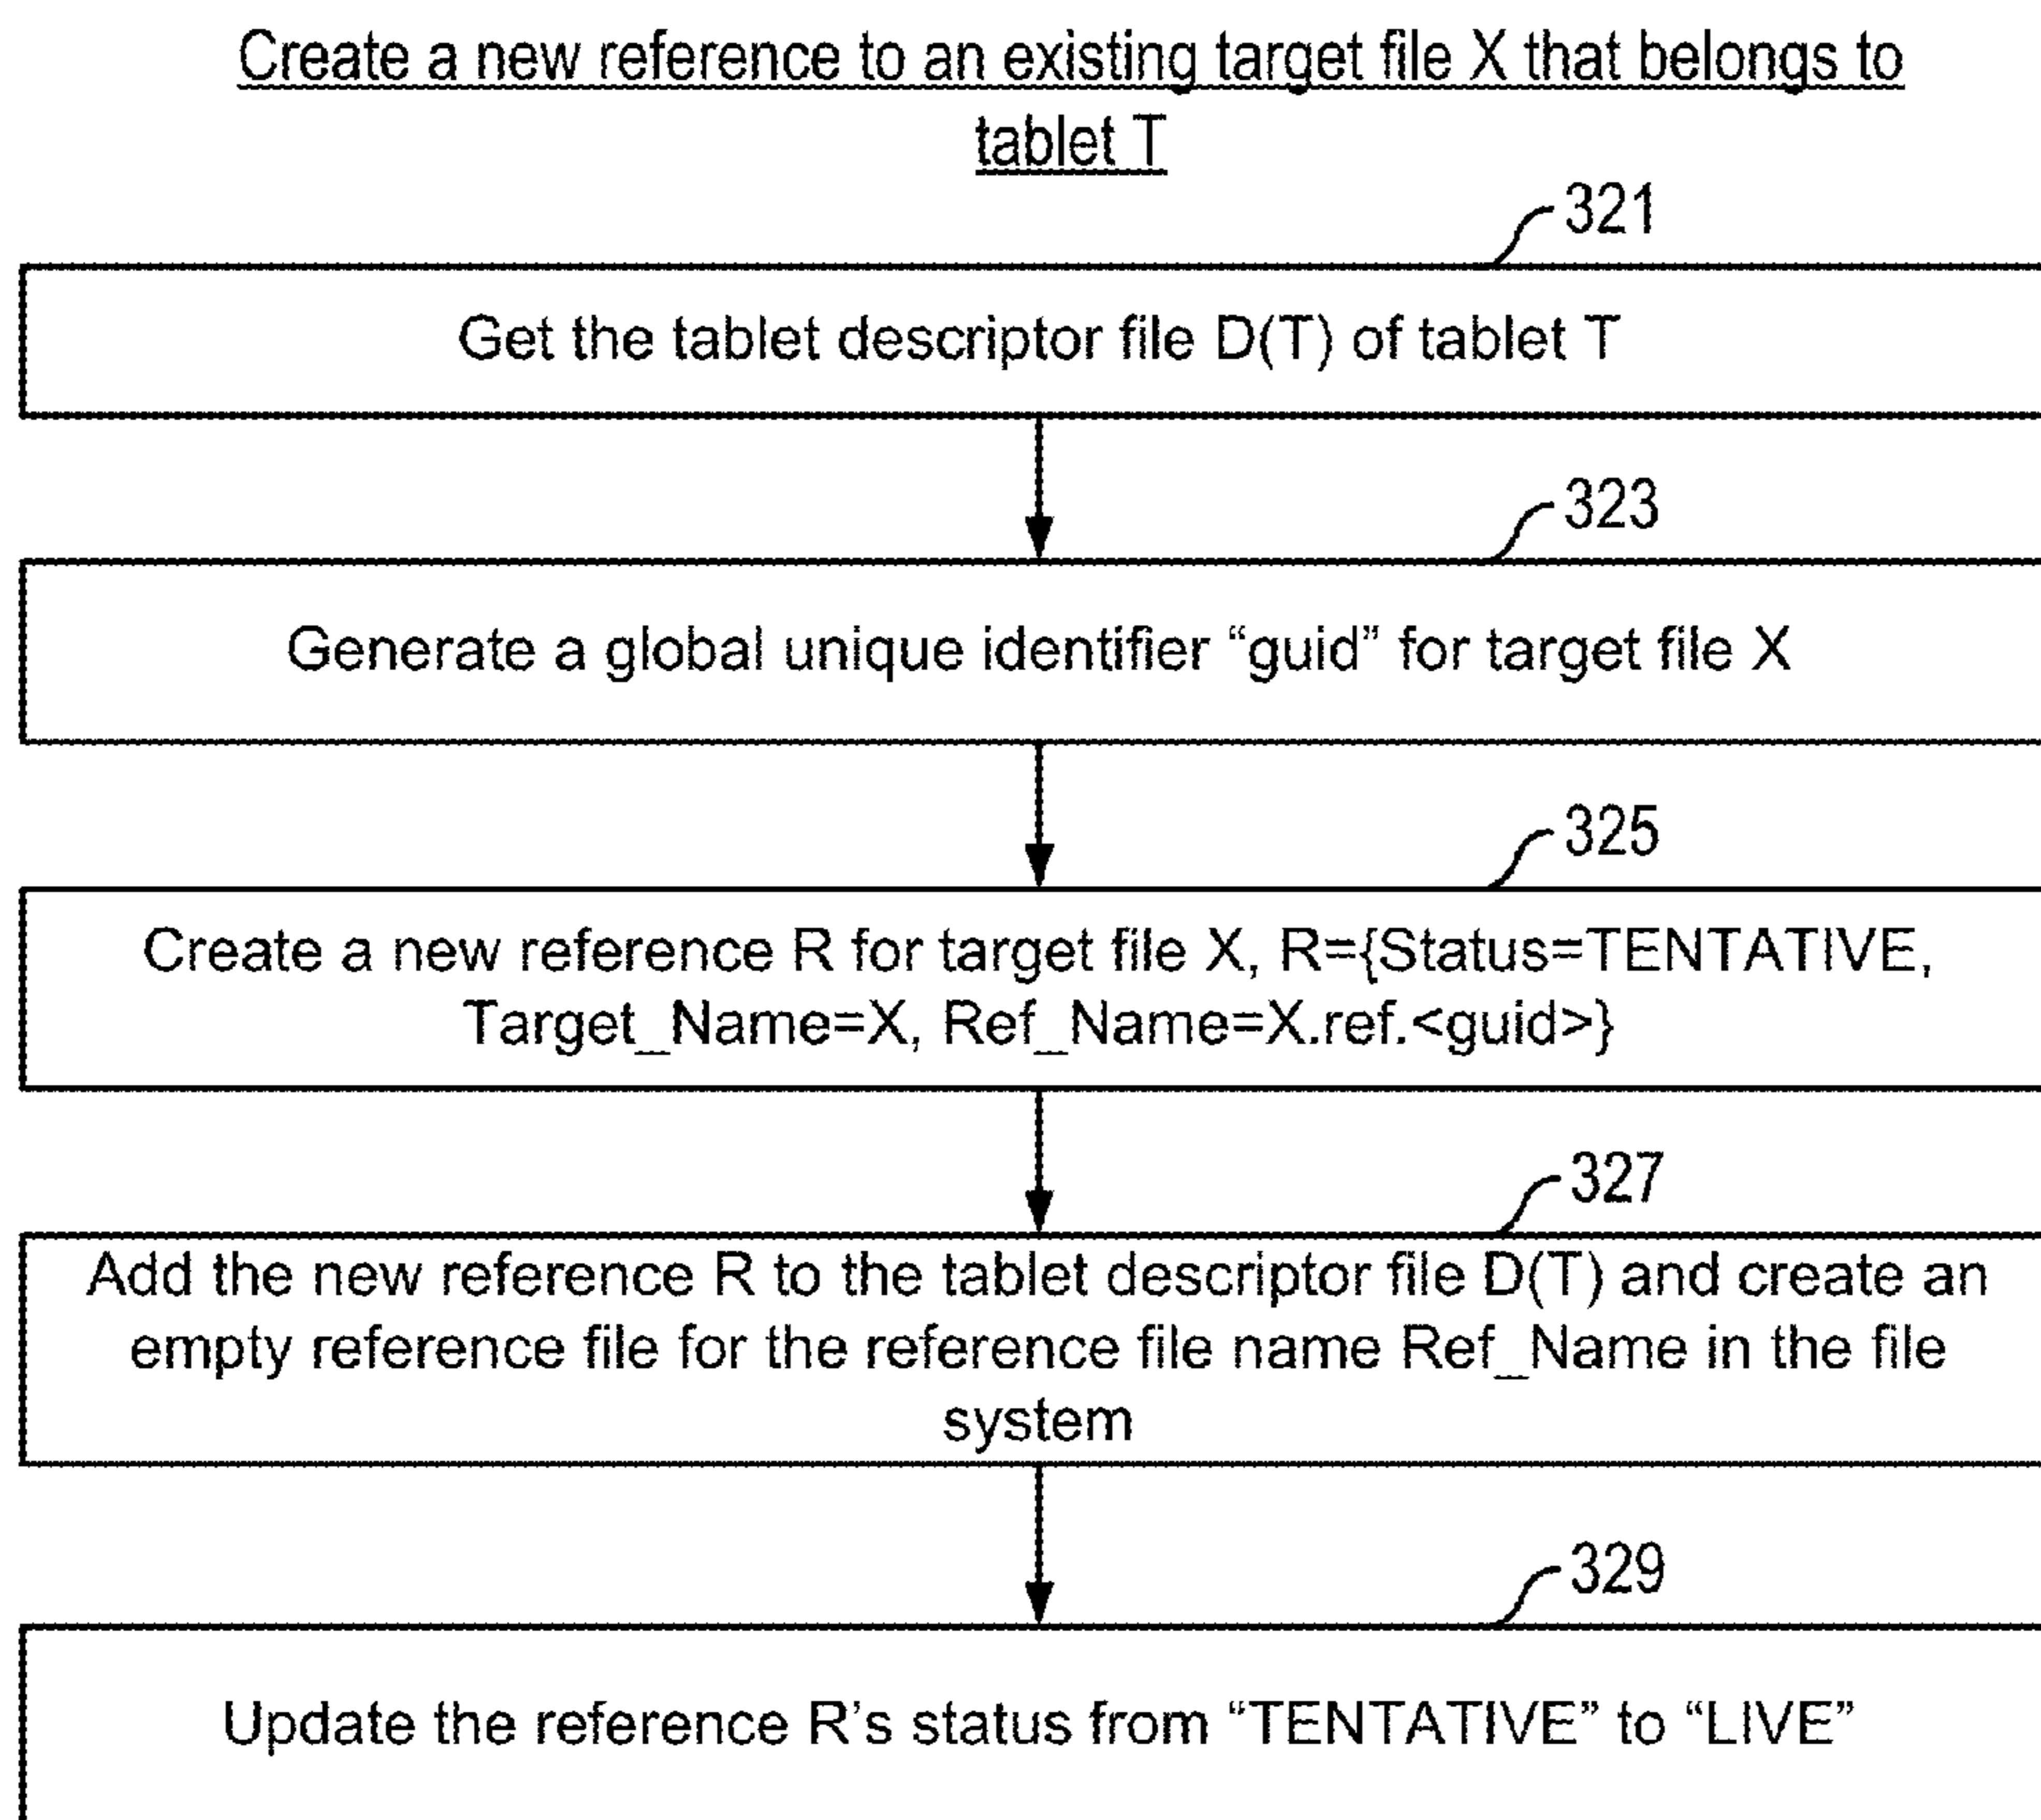 Create a new reference to an existing target file X that belongs to
tablet T
321
Get the tablet descriptor file D(T) of tablet T
323
Generate a global unique identifier “guid” for target file X
325
Create a new reference R for target file X, R={Status=TENTATIVE,
Target_Name=X, Ref_Name=X.ref.<guid>}
327
Add the new reference R to the tablet descriptor file D(T) and create an
empty reference file for the reference file name Ref_Name in the file
system
329
Update the reference R’s status from “TENTATIVE” to “LIVE”